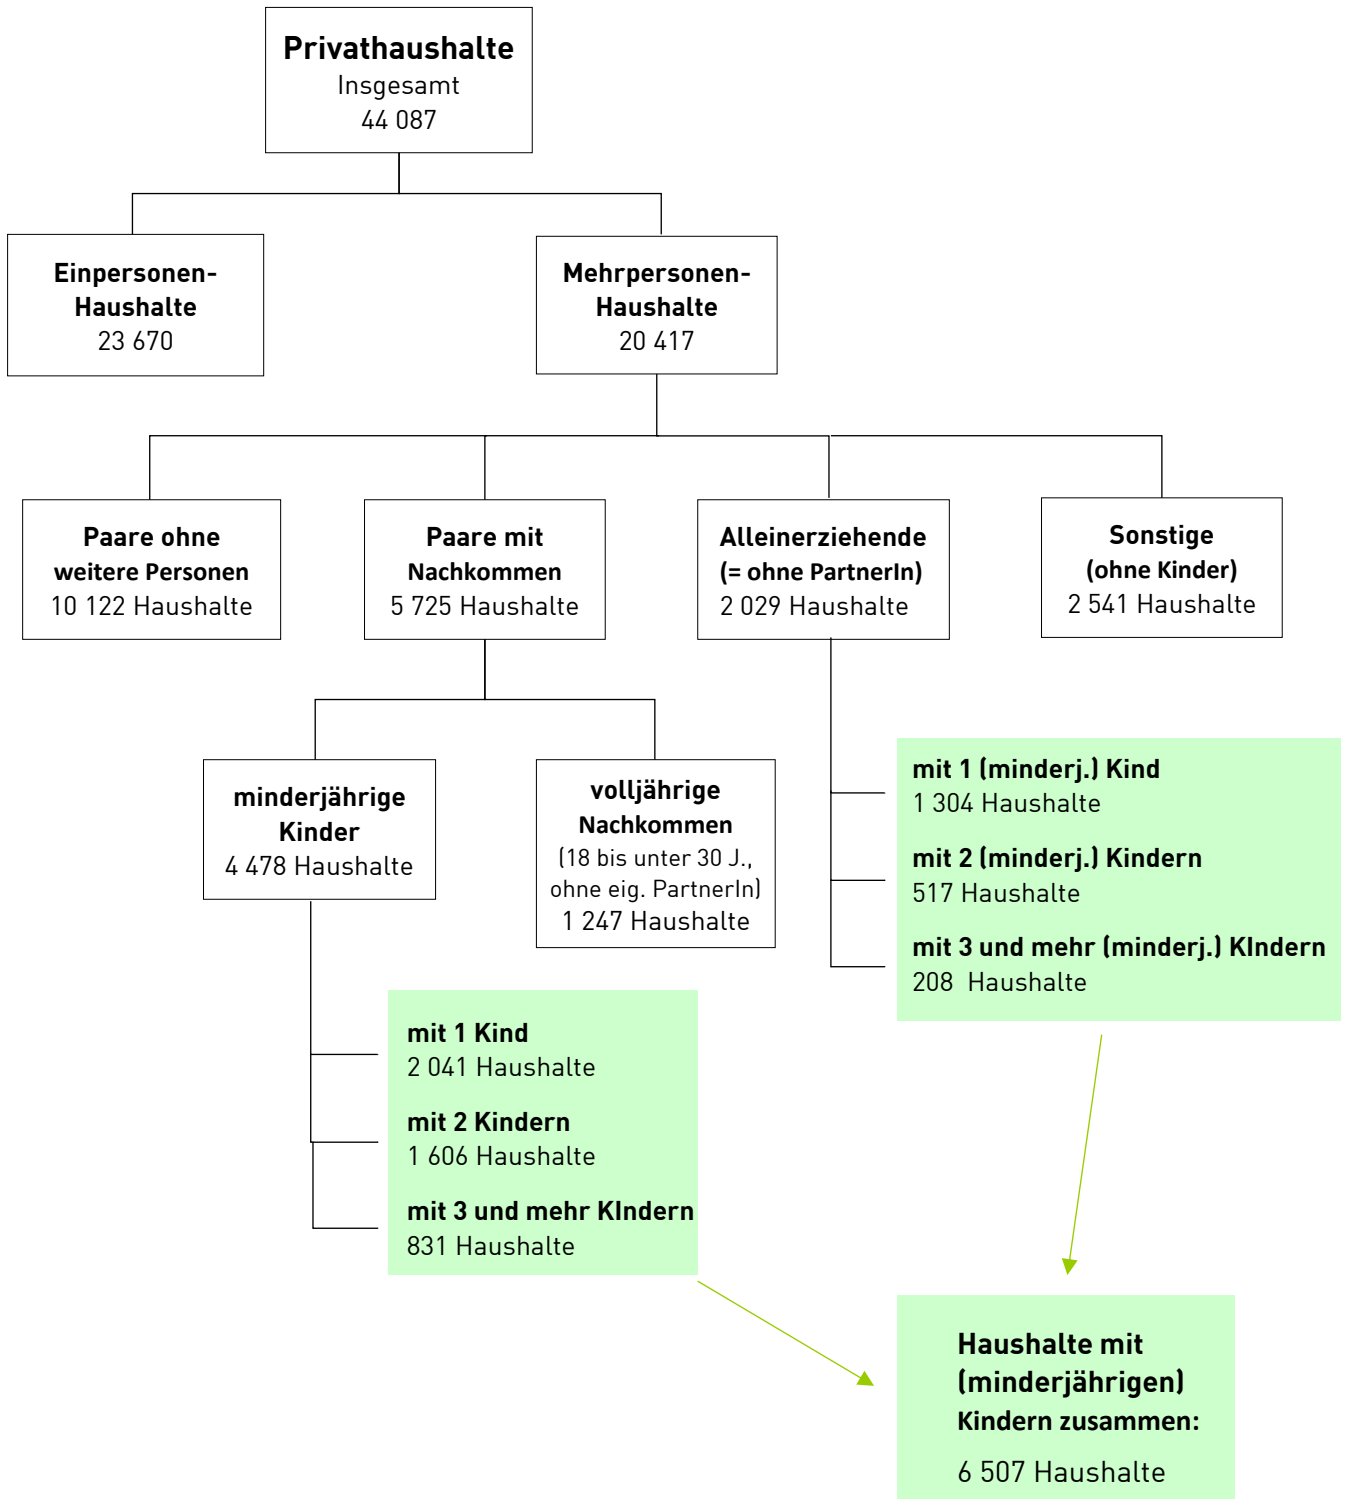 Privathaushalte
Insgesamt
44 087
Einpersonen-
Haushalte
23 670
Mehrpersonen-
Haushalte
20 417
Paare ohne
weitere Personen
10 122 Haushalte
Paare mit
Nachkommen
5 725 Haushalte
Alleinerziehende
(= ohne PartnerIn)
2 029 Haushalte
Sonstige
(ohne Kinder)
2 541 Haushalte
minderjährige
Kinder
4 478 Haushalte
volljährige
Nachkommen
(18 bis unter 30 J.,
ohne eig. PartnerIn)
1 247 Haushalte
mit 1 (minderj.) Kind
1 304 Haushalte
mit 2 (minderj.) Kindern
517 Haushalte
mit 3 und mehr (minderj.) KIndern
208 Haushalte
mit 1 Kind
2 041 Haushalte
mit 2 Kindern
1 606 Haushalte
mit 3 und mehr KIndern
831 Haushalte
Haushalte mit
(minderjährigen)
Kindern zusammen:
6 507 Haushalte